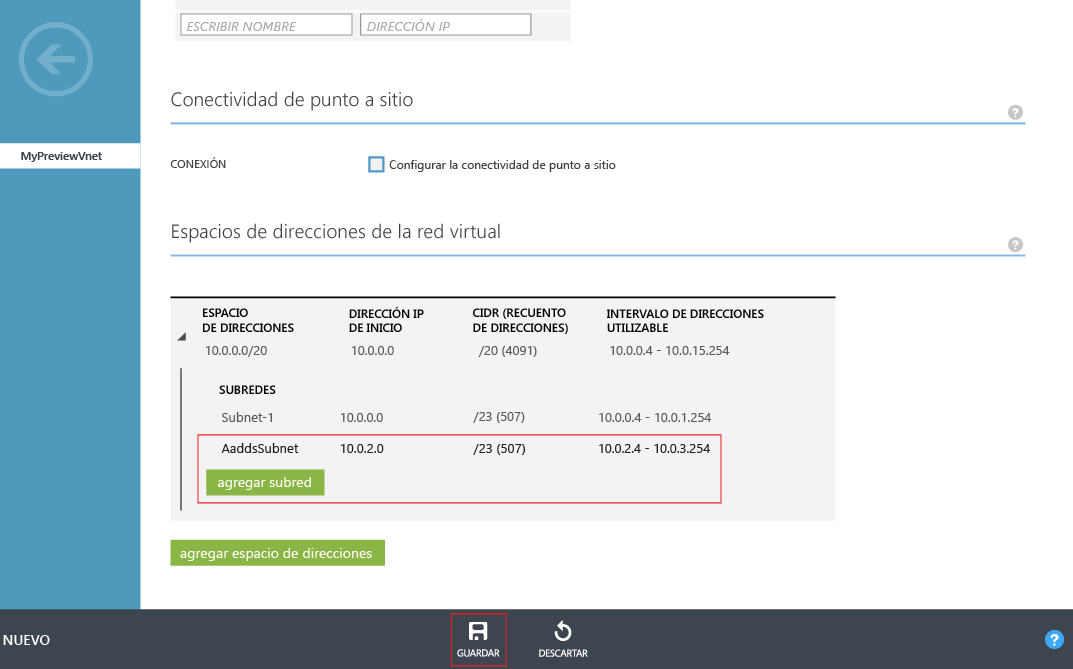 ESCRIBIR NOMBRE DIRECCIÓN IP
Conectividad de punto a sitio
?
MyPreviewVnet
CONEXIÓN Configurar la conectividad de punto a sitio
Espacios de direcciones de la red virtual
?
ESPACIO DIRECCIÓN IP CIDR (RECUENTO INTERVALO DE DIRECCIONES
DE DIRECCIONES DE INICIO DE DIRECCIONES) UTILIZABLE
10.0.0.0/20 10.0.0.0 /20 (4091) 10.0.0.4 - 10.0.15.254
SUBREDES
Subnet-1 10.0.0.0 /23 (507) 10.0.0.4 - 10.0.1.254
AaddsSubnet 10.0.2.0 /23 (507) 10.0.2.4 - 10.0.3.254
agregar subred
agregar espacio de direcciones
NUEVO
GUARDAR DESCARTAR
?